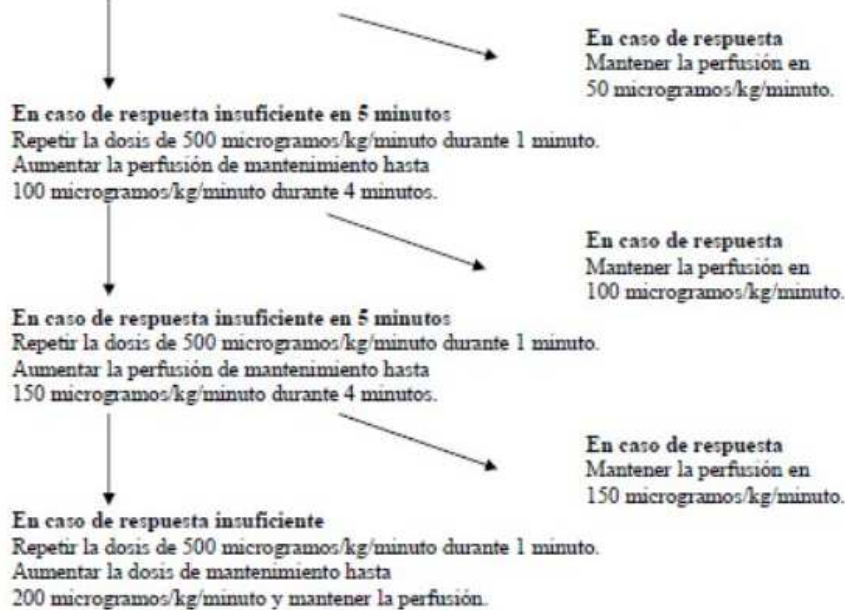 En caso de respuesta
Mantener la perfusión en
50 microgramos/kg/minuto.
En caso de respuesta insuficiente en 5 minutos
Repetir la dosis de 500 microgramos/kg/minuto durante 1 minuto.
Aumentar la perfusión de mantenimiento hasta
100 microgramos/kg/minuto durante 4 minutos.
En caso de respuesta
Mantener la perfusión en
100 microgramos/kg/minuto.
En caso de respuesta insuficiente en 5 minutos
Repetir la dosis de 500 microgramos/kg/minuto durante 1 minuto.
Aumentar la perfusión de mantenimiento hasta
150 microgramos/kg/minuto durante 4 minutos.
En caso de respuesta
Mantener la perfusión en
150 microgramos/kg/minuto.
En caso de respuesta insuficiente
Repetir la dosis de 500 microgramos/kg/minuto durante 1 minuto.
Aumentar la dosis de mantenimiento hasta
200 microgramos/kg/minuto y mantener la perfusión.